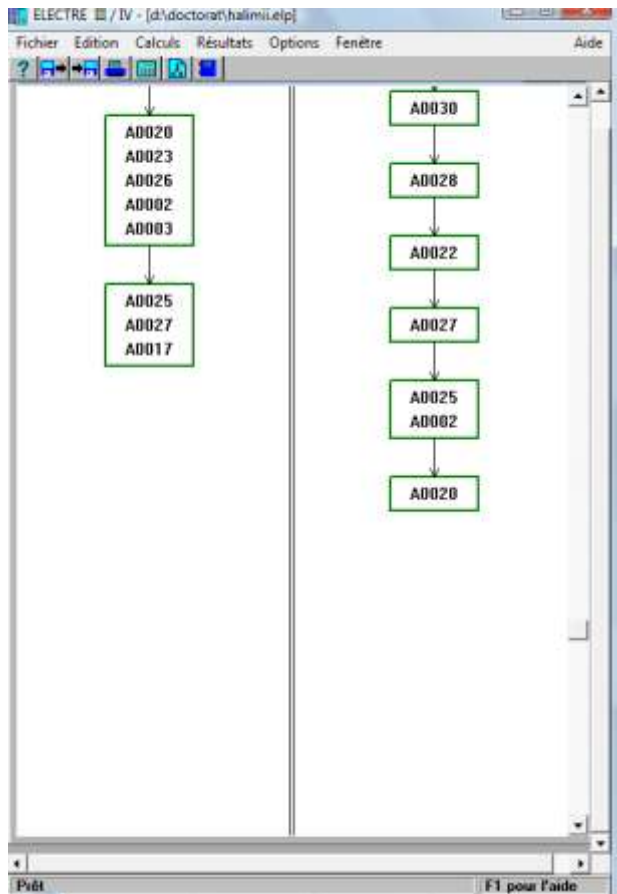 ELECTRE III / IV - [d:\doctorat\halimii.elp]
Fichier Edition Calculs Résultats Options Fenêtre Aide
?
A0020
A0023
A0026
A0002
A0003
A0025
A0027
A0017
A0030
A0028
A0022
A0027
A0025
A0002
A0020
Prêt F1 pour l'aide